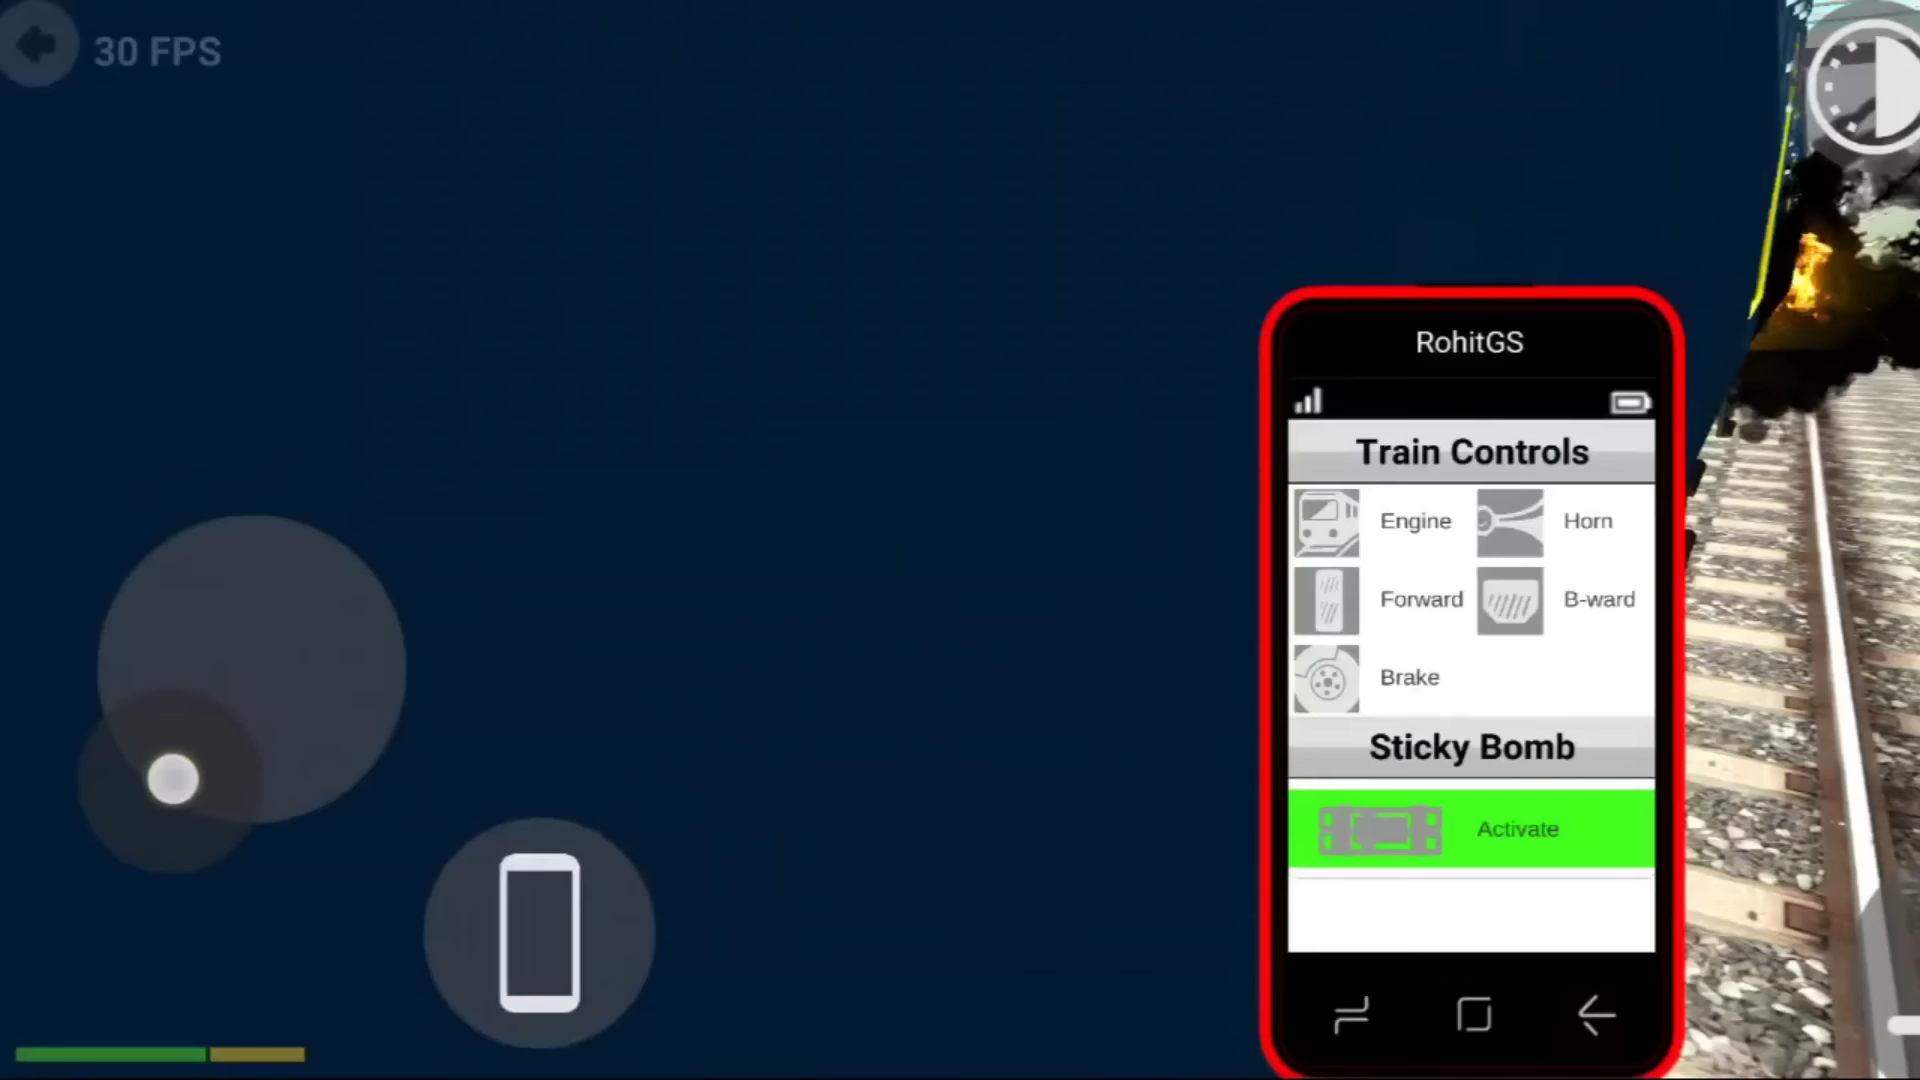 30 FPS
RohitGS
Train Controls
Engine
Horn
Forward
B-ward
Brake
Sticky Bomb
Activate